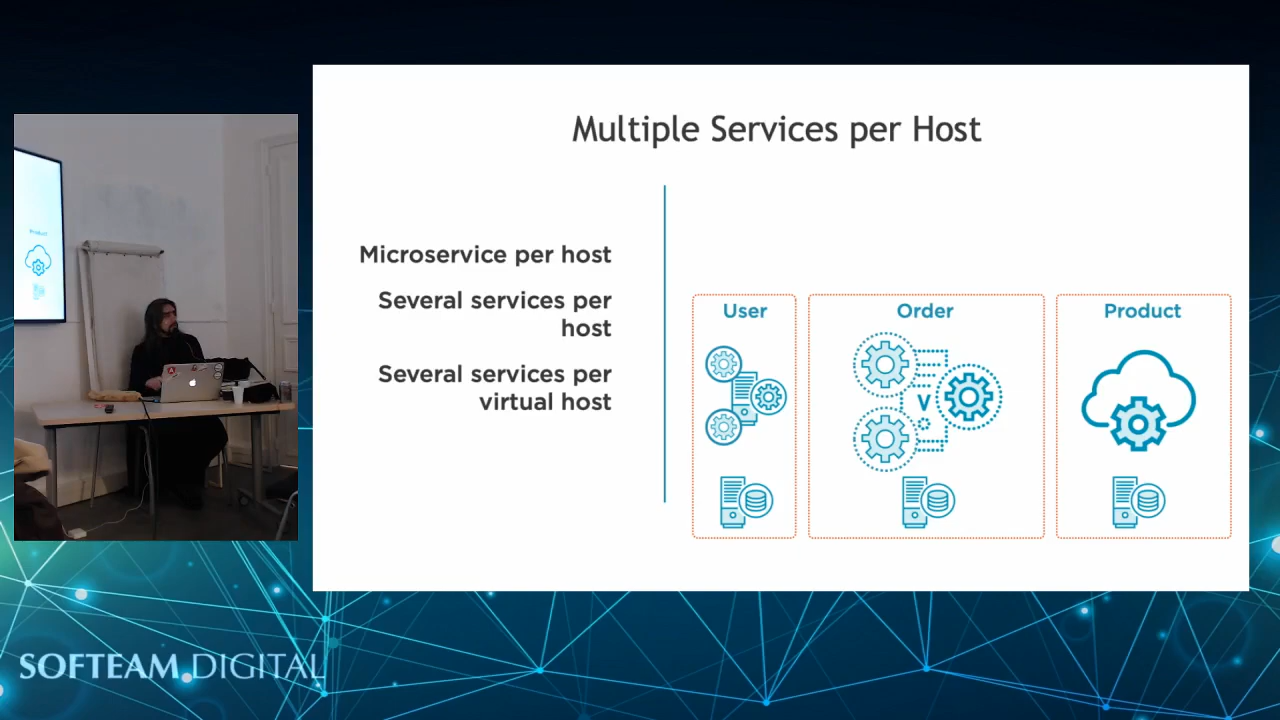 Multiple Services per Host
Microservice per host
Several services per
host
Several services per
virtual host
User
Order
Product
V
Product
SOFTEAM DIGITAL